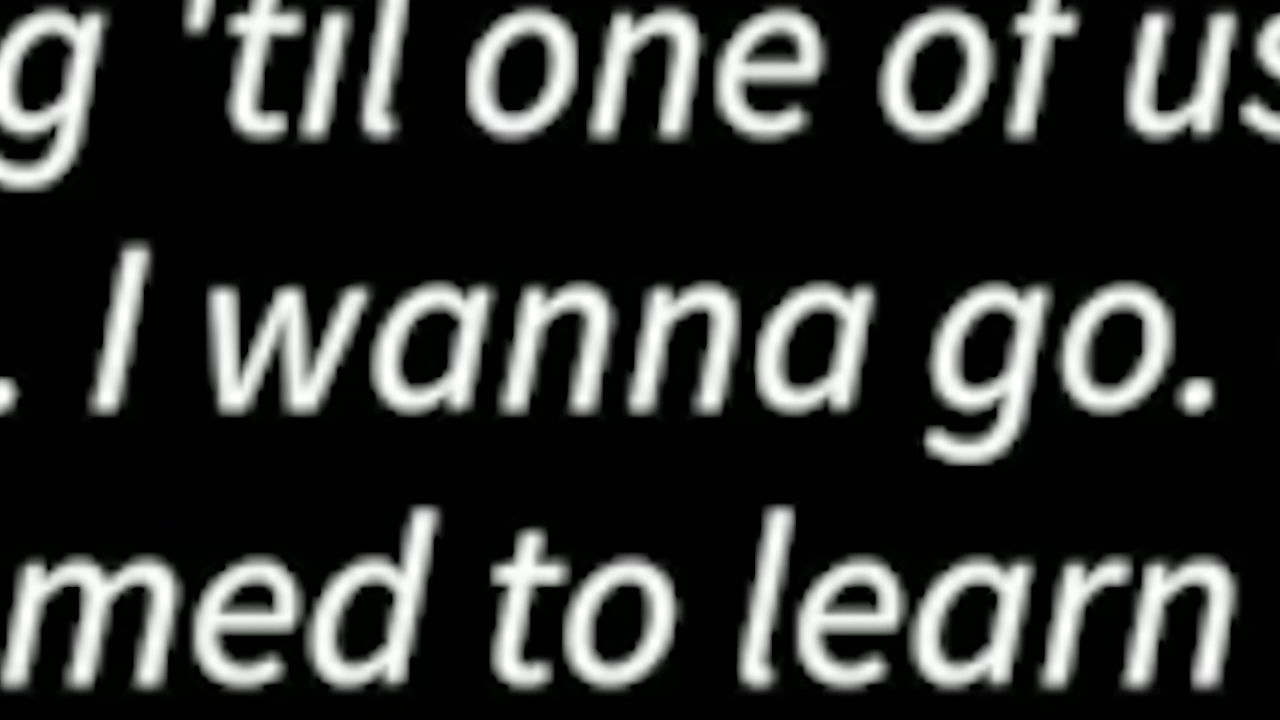 g 'til one of us
. I wanna go.
med to learn